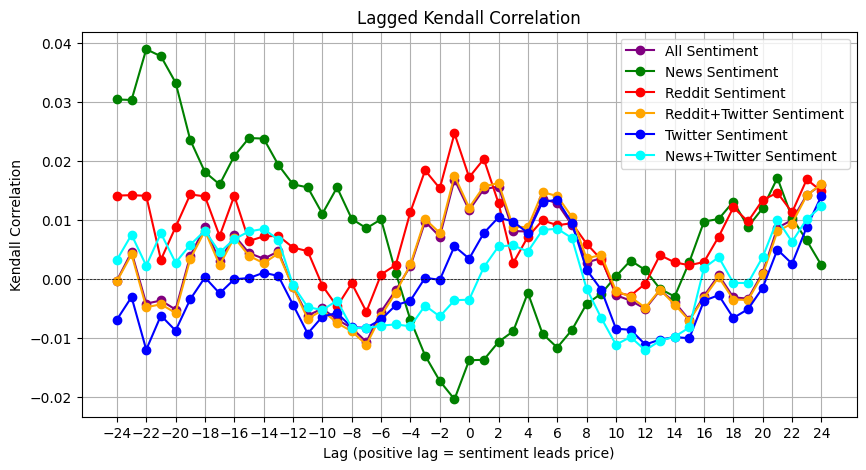 Lagged Kendall Correlation
All Sentiment
News Sentiment
Reddit Sentiment
Reddit+Twitter Sentiment
Twitter Sentiment
News+Twitter Sentiment
Kendall Correlation
0.04
0.03
0.02
0.01
0.00
−0.01
−0.02
−24 −22 −20 −18 −16 −14 −12 −10 −8 −6 −4 −2 0 2 4 6 8 10 12 14 16 18 20 22 24
Lag (positive lag = sentiment leads price)